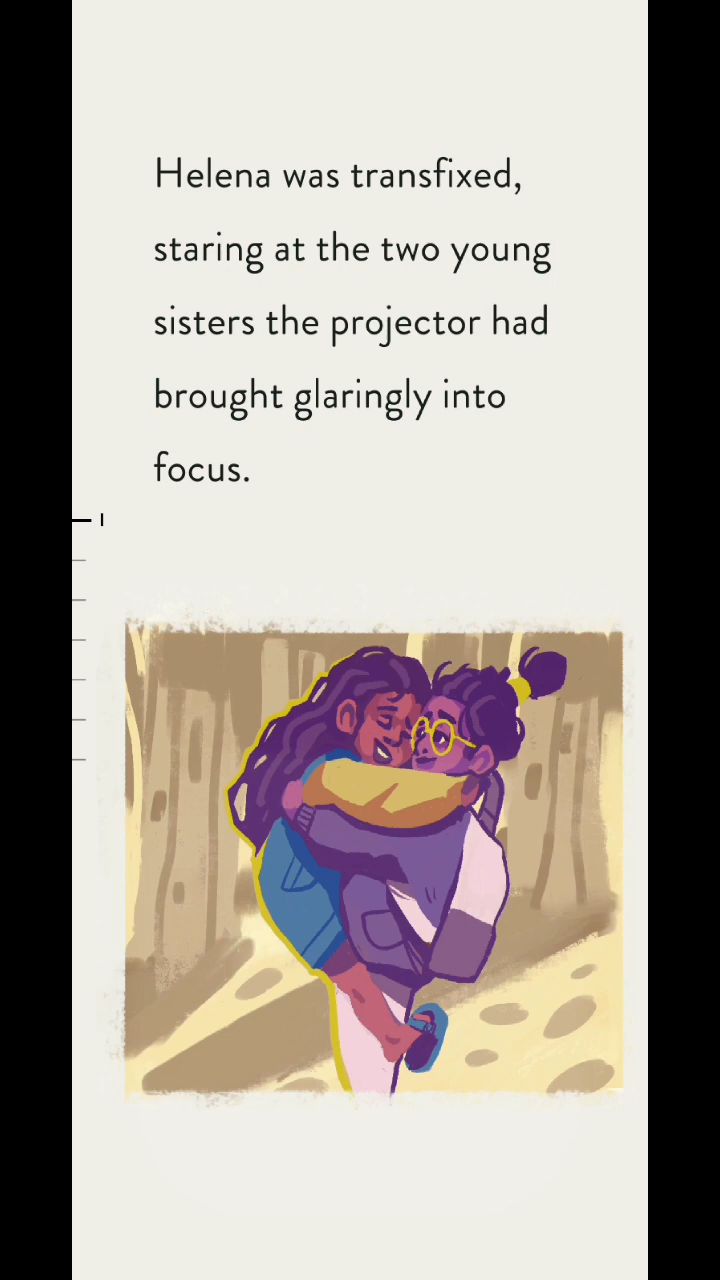 Helena was transfixed,
staring at the two young
sisters the projector had
brought glaringly into
focus.